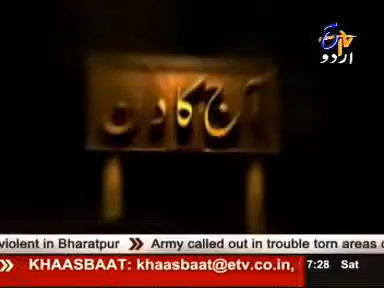 ETV
اردو
آج کا دن
violent in Bharatpur >> Army called out in trouble torn areas
>> KHAASBAAT: khaasbaat@etv.co.in, 7:28 Sat